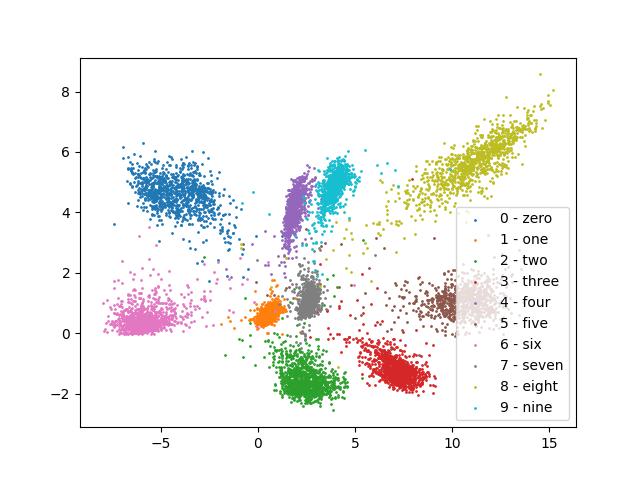 8
6
4
2
0
−2
−5
0
5
10
15
0 - zero
1 - one
2 - two
3 - three
4 - four
5 - five
6 - six
7 - seven
8 - eight
9 - nine